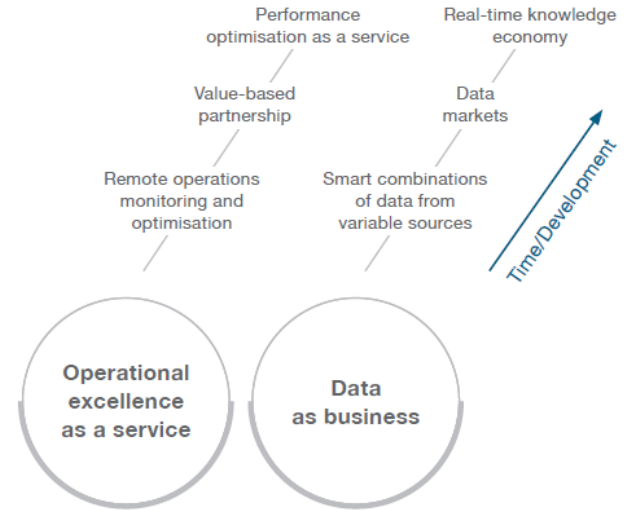 Performance
optimisation as a service
Real-time knowledge
economy
Value-based
partnership
Data
markets
Remote operations
monitoring and
optimisation
Smart combinations
of data from
variable sources
Time/Development
Operational
excellence
as a service
Data
as business